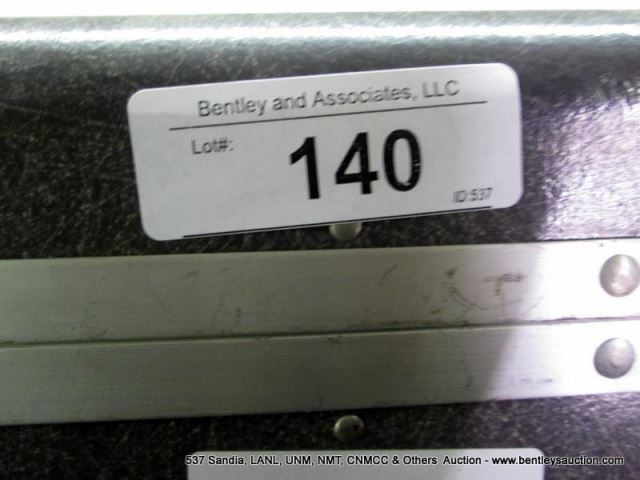 Bentley and Associates, LLC
Lot#: 140
ID:537
537 Sandia, LANL, UNM, NMT, CNMCC & Others Auction - www.bentleysauction.com